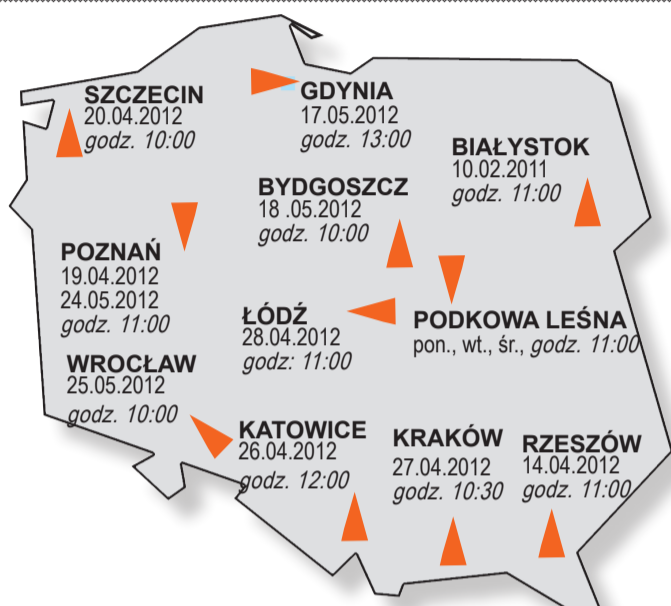 SZCZECIN
20.04.2012
godz. 10:00
GDYNIA
17.05.2012
godz. 13:00
BIAŁYSTOK
10.02.2011
godz. 11:00
BYDGOSZCZ
18 .05.2012
godz. 10:00
POZNAŃ
19.04.2012
24.05.2012
godz. 11:00
ŁÓDŹ
28.04.2012
godz: 11:00
PODKOWA LEŚNA
pon., wt., śr., godz. 11:00
WROCŁAW
25.05.2012
godz. 10:00
KATOWICE
26.04.2012
godz. 12:00
KRAKÓW
27.04.2012
godz. 10:30
RZESZÓW
14.04.2012
godz. 11:00